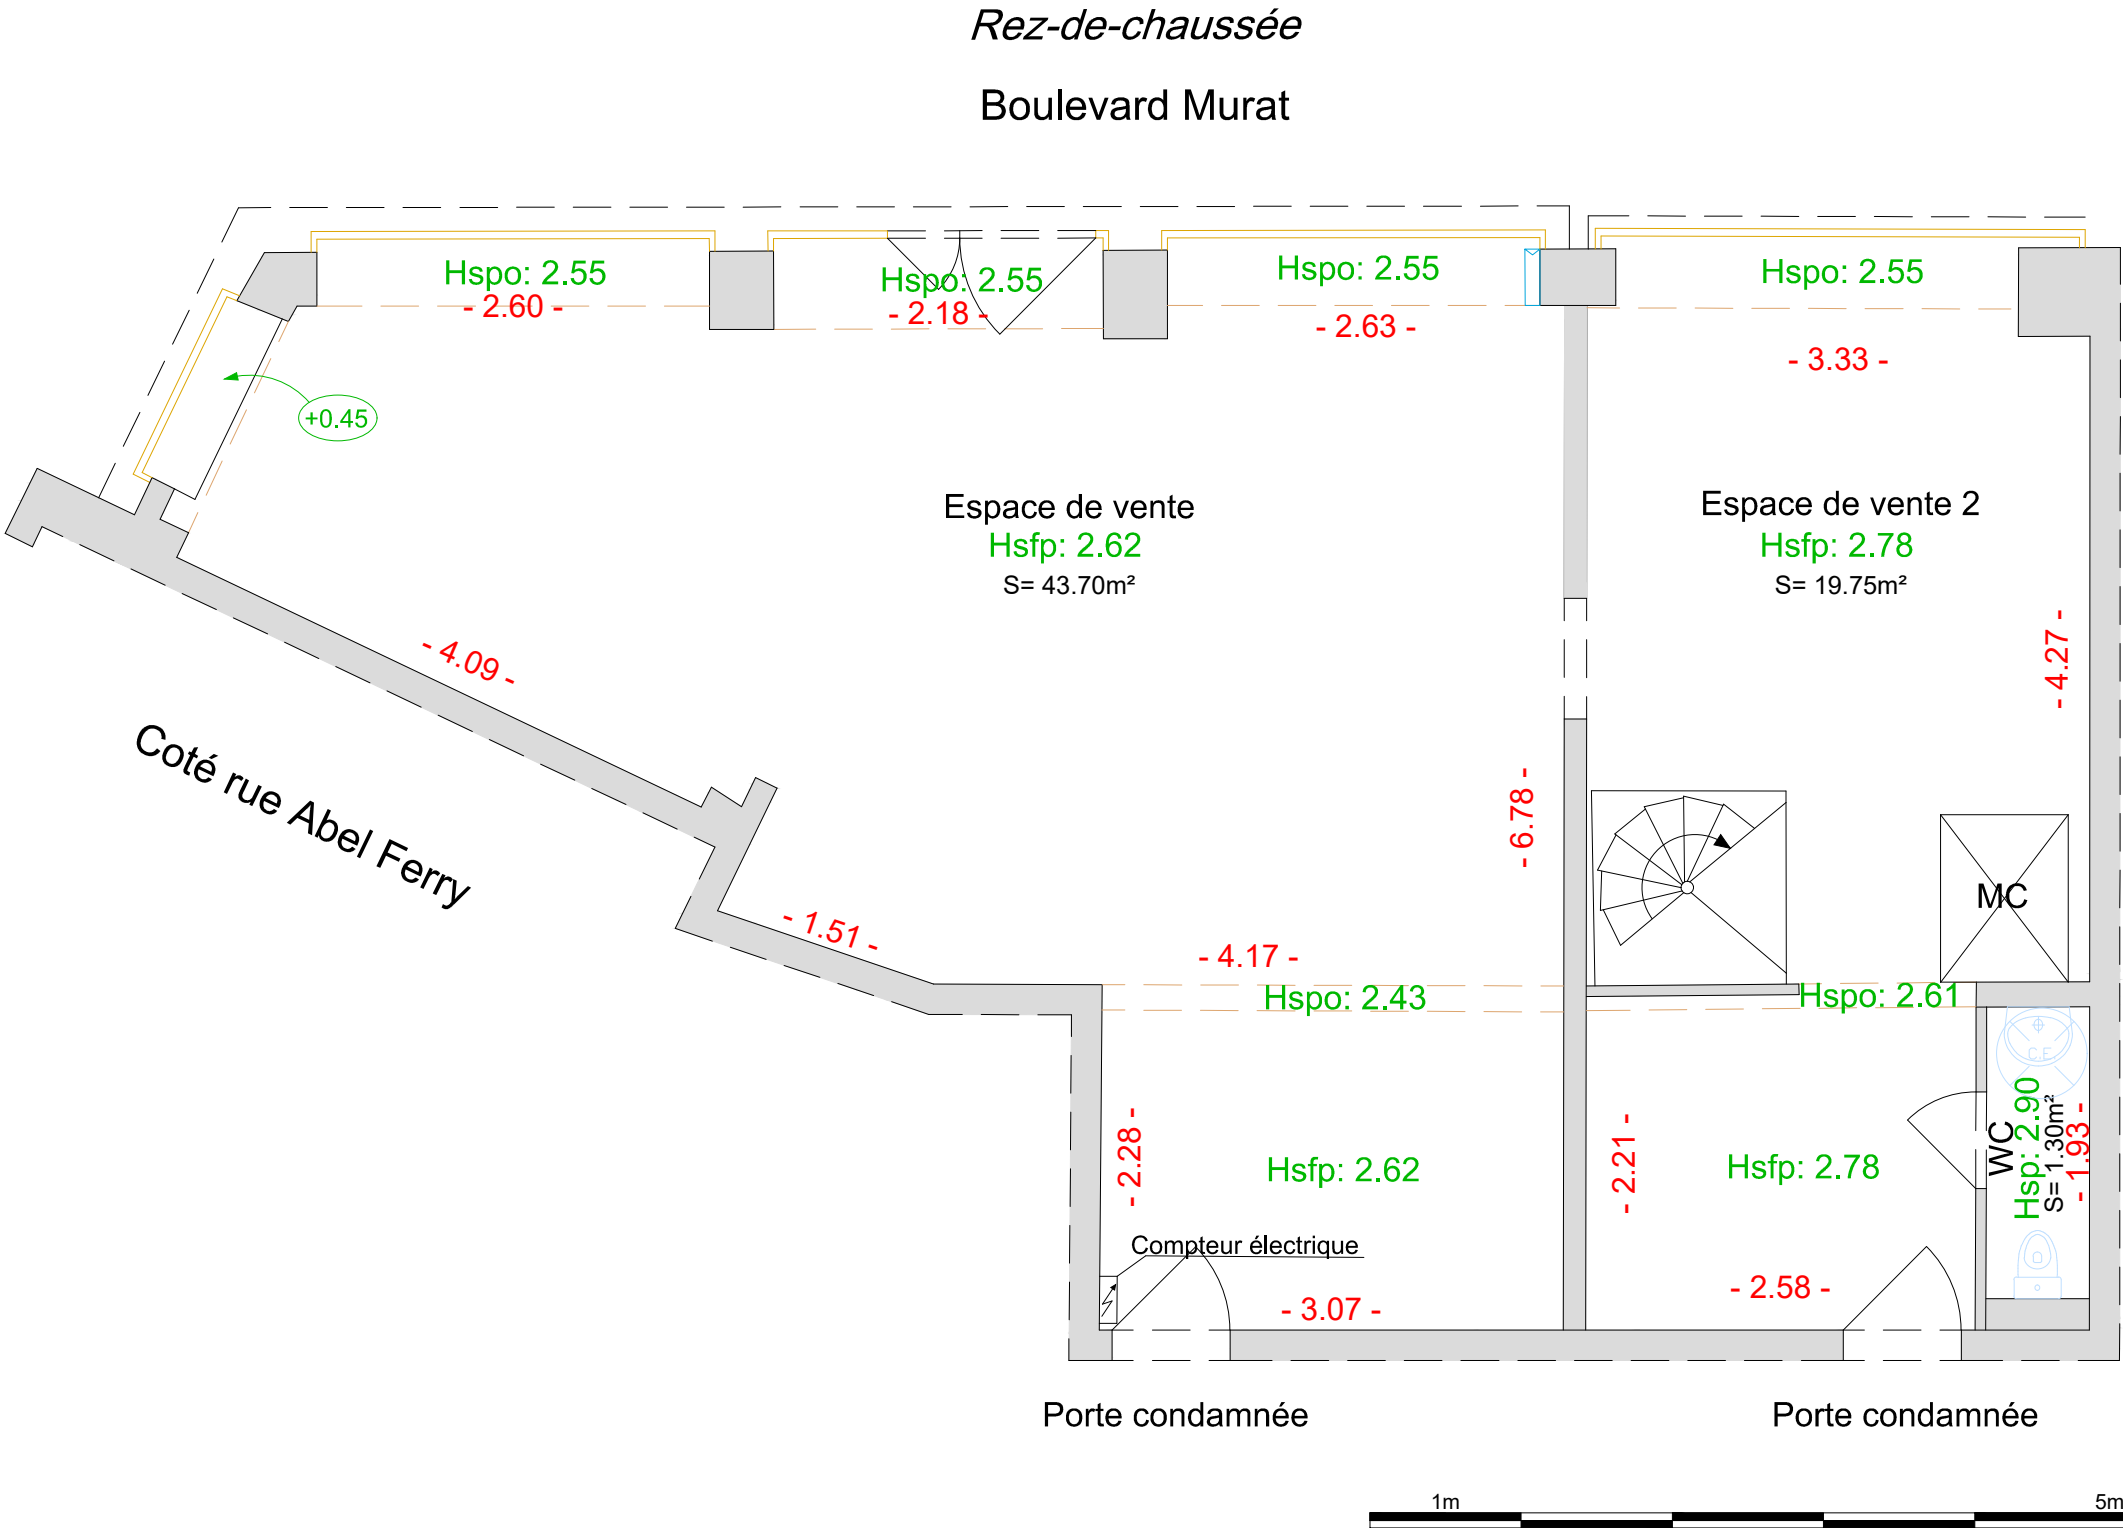 Rez-de-chaussée
Boulevard Murat
Hspo: 2.55
- 2.60 -
Hspo: 2.55
- 2.18 -
Hspo: 2.55
- 2.63 -
Hspo: 2.55
- 3.33 -
+0.45
Espace de vente
Hsfp: 2.62
S= 43.70m²
Espace de vente 2
Hsfp: 2.78
S= 19.75m²
- 4.09 -
- 4.27 -
Coté rue Abel Ferry
- 6.78 -
MC
- 1.51 -
- 4.17 -
Hspo: 2.43
Hspo: 2.61
C.E.
- 2.28 -
Hsfp: 2.62
- 2.21 -
Hsfp: 2.78
WC
Hsp: 2.90
S= 1.30m²
- 1.93 -
Compteur électrique
- 3.07 -
- 2.58 -
Porte condamnée
Porte condamnée
1m
5m